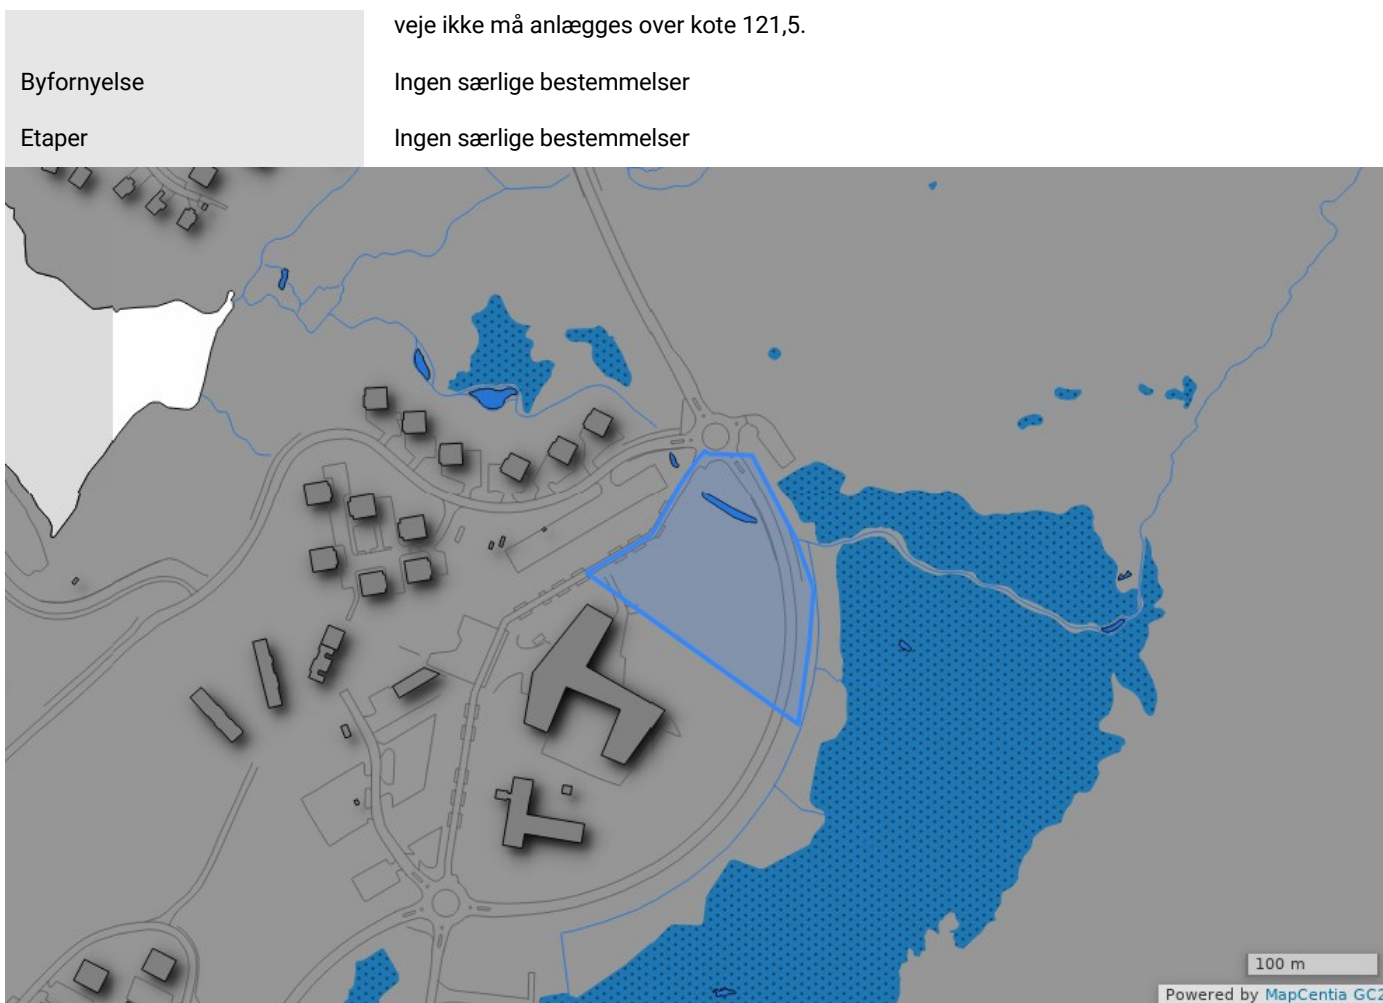 veje ikke må anlægges over kote 121,5.
Byfornyelse Ingen særlige bestemmelser
Etaper Ingen særlige bestemmelser
100 m
Powered by MapCentia GC2